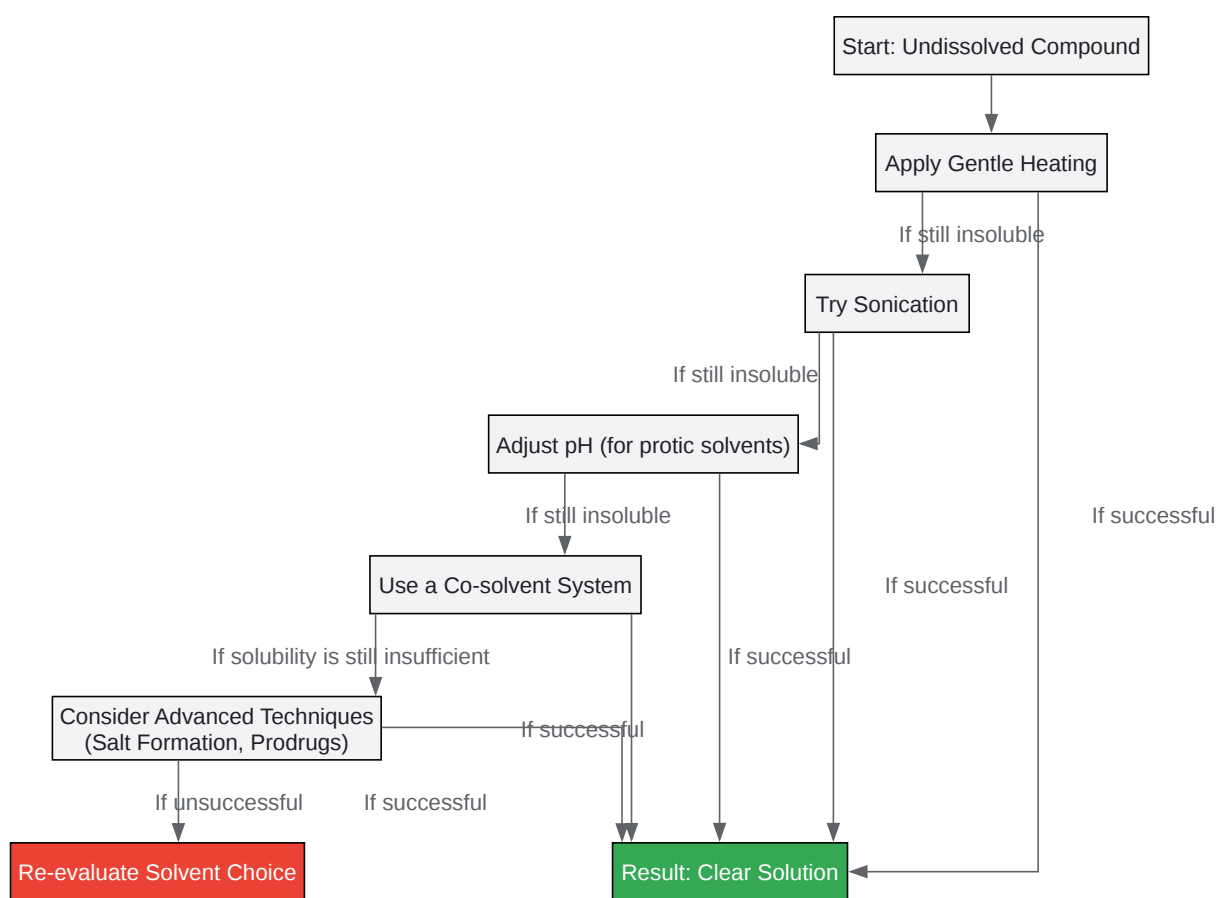 Start: Undissolved Compound
Apply Gentle Heating
If still insoluble
Try Sonication
If still insoluble
Adjust pH (for protic solvents)
If still insoluble
If successful
Use a Co-solvent System
If successful
If solubility is still insufficient
If successful
Consider Advanced Techniques
(Salt Formation, Prodrugs)
If successful
If unsuccessful
If successful
Re-evaluate Solvent Choice
Result: Clear Solution